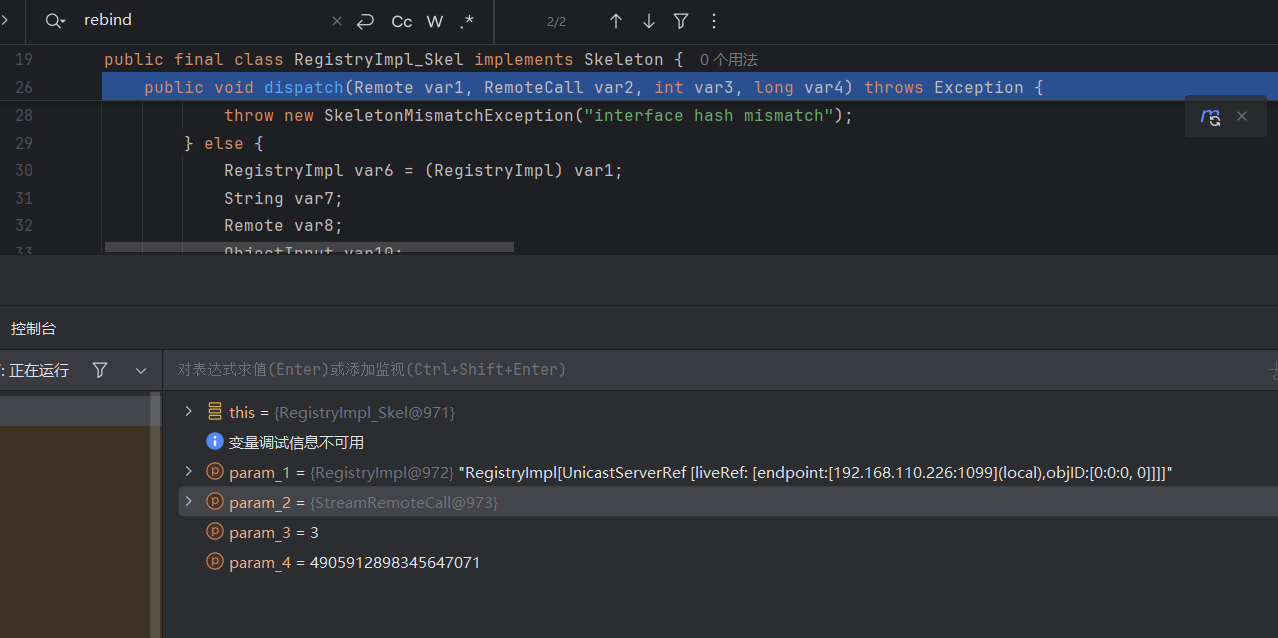 rebind
Cc W .* 2/2
19 public final class RegistryImpl_Skel implements Skeleton { 0 个用法
26 public void dispatch(Remote var1, RemoteCall var2, int var3, long var4) throws Exception {
28 throw new SkeletonMismatchException("interface hash mismatch");
29 } else {
30 RegistryImpl var6 = (RegistryImpl) var1;
31 String var7;
32 Remote var8;
33 ObjectInput var10;
控制台
: 正在运行
对表达式求值(Enter)或添加监视(Ctrl+Shift+Enter)
this = {RegistryImpl_Skel@971}
变量调试信息不可用
param_1 = {RegistryImpl@972} "RegistryImpl[UnicastServerRef [liveRef: [endpoint:[192.168.110.226:1099](local),objID:[0:0:0, 0]]]]"
param_2 = {StreamRemoteCall@973}
param_3 = 3
param_4 = 4905912898345647071